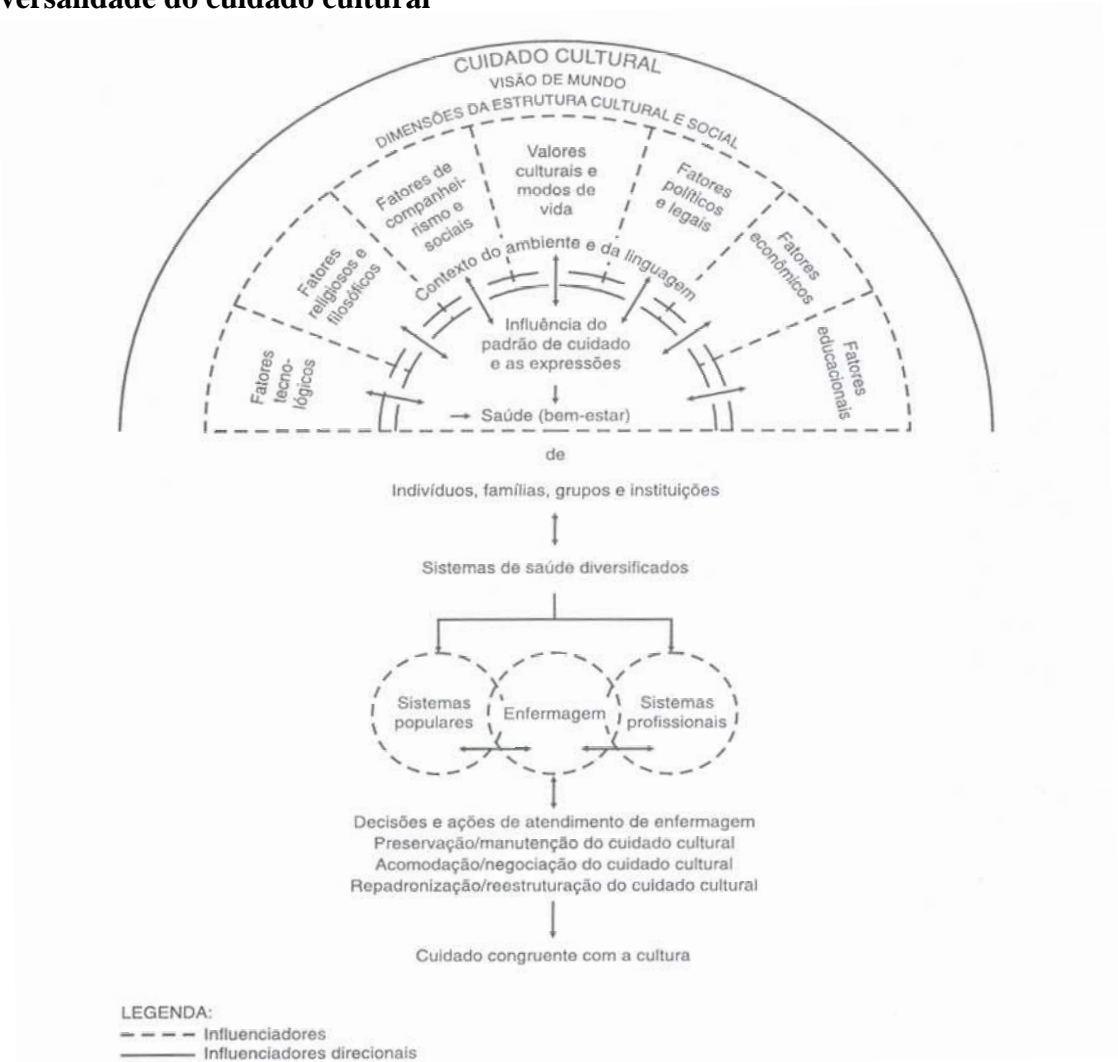 versalidade do cuidado cultural
CUIDADO CULTURAL
VISÃO DE MUNDO
DIMENSÕES DA ESTRUTURA CULTURAL E SOCIAL
Fatores
tecno-
lógicos
Fatores
religiosos e
filosóficos
Fatores de
companhei-
rismo e
sociais
Valores
culturais e
modos de
vida
Fatores
políticos
e legais
Fatores
econômicos
Fatores
educacionais
Contexto do ambiente e da linguagem
Influência do
padrão de cuidado
e as expressões
Saúde (bem-estar)
de
Indivíduos, famílias, grupos e instituições
Sistemas de saúde diversificados
Sistemas
populares
Enfermagem
Sistemas
profissionais
Decisões e ações de atendimento de enfermagem
Preservação/manutenção do cuidado cultural
Acomodação/negociação do cuidado cultural
Repadronização/reestruturação do cuidado cultural
Cuidado congruente com a cultura
LEGENDA:
Influenciadores
Influenciadores direcionais